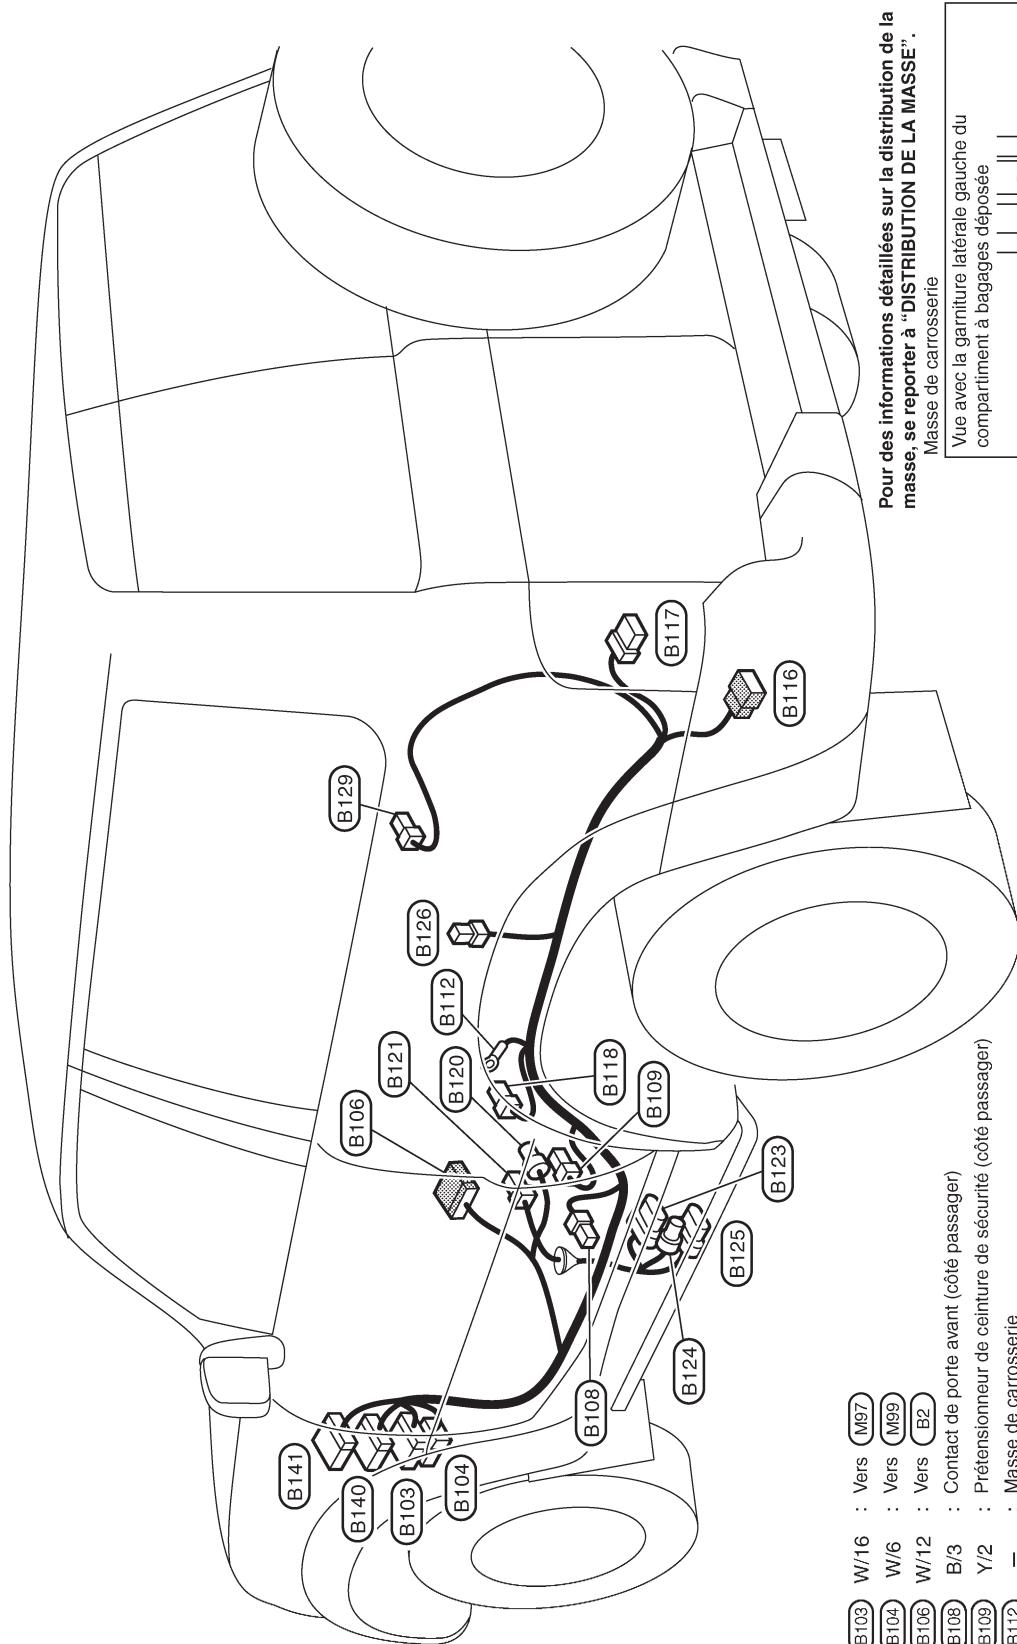 B141
B140
B103
B104
B106
B121
B120
B112
B126
B129
B108
B118
B109
B124
B125
B123
B117
B116
Pour des informations détaillées sur la distribution de la
masse, se reporter à “DISTRIBUTION DE LA MASSE”.
Masse de carrosserie
Vue avec la garniture latérale gauche du
compartiment à bagages déposée
B103 W/16 : Vers M97
B104 W/6 : Vers M99
B106 W/12 : Vers B2
B108 B/3 : Contact de porte avant (côté passager)
B109 Y/2 : Prétensionneur de ceinture de sécurité (côté passager)
B112 – : Masse de carrosserie